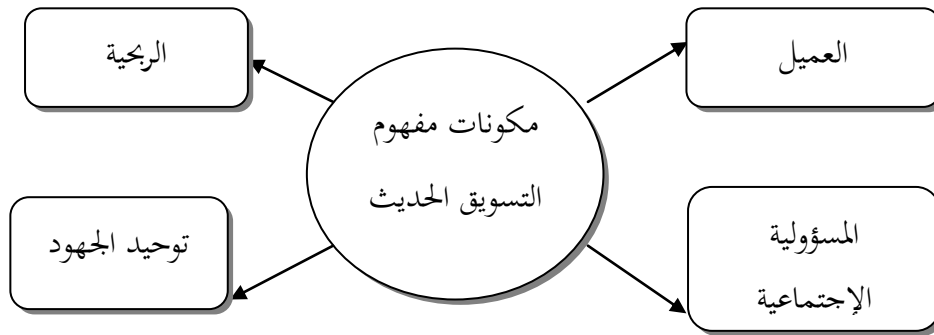 العميل
الربحية
مكونات مفهوم
التسويق الحديث
المسؤولية
الإجتماعية
توحيد الجهود